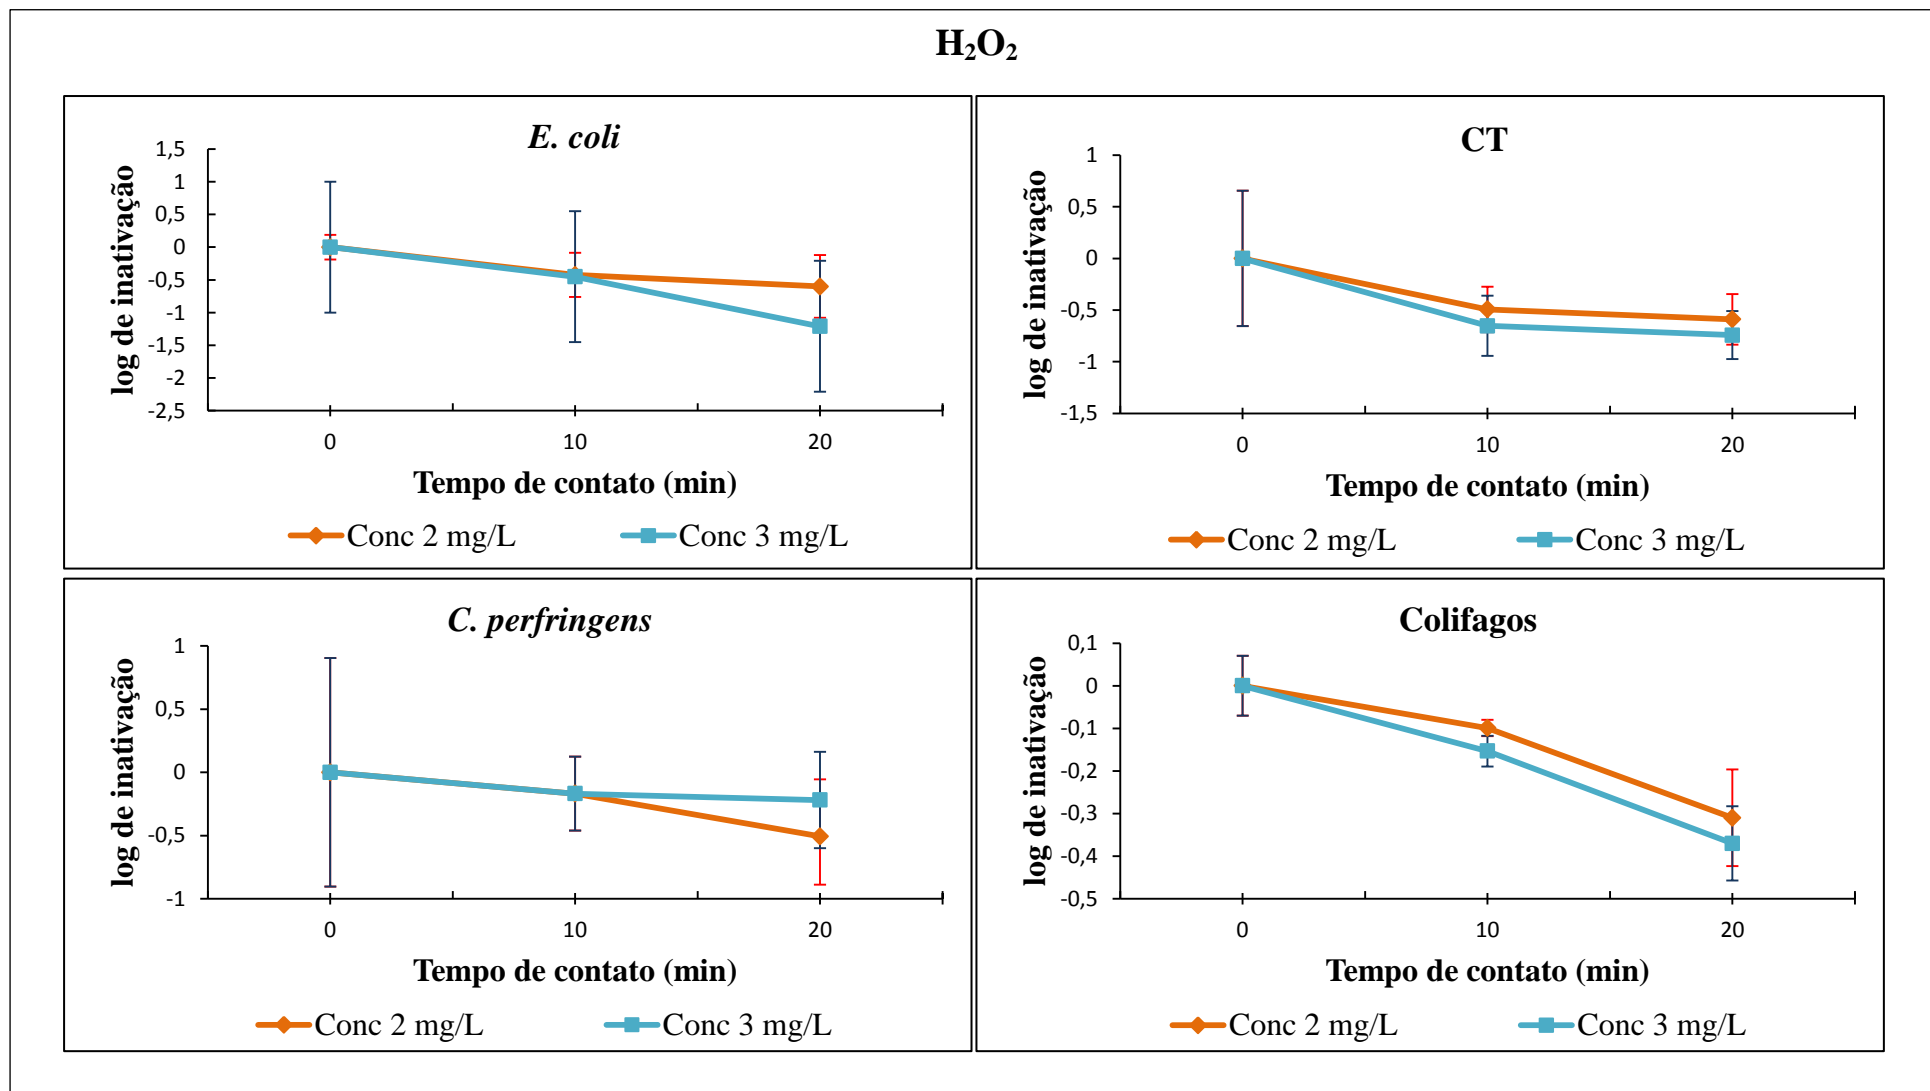 H₂O₂
E. coli
log de inativação
1,5
1
0,5
0
-0,5
-1
-1,5
-2
-2,5
0 10 20
Tempo de contato (min)
Conc 2 mg/L Conc 3 mg/L
CT
log de inativação
1
0,5
0
-0,5
-1
-1,5
0 10 20
Tempo de contato (min)
Conc 2 mg/L Conc 3 mg/L
C. perfringens
log de inativação
1
0,5
0
-0,5
-1
0 10 20
Tempo de contato (min)
Conc 2 mg/L Conc 3 mg/L
Colifagos
log de inativação
0,1
0
-0,1
-0,2
-0,3
-0,4
-0,5
0 10 20
Tempo de contato (min)
Conc 2 mg/L Conc 3 mg/L